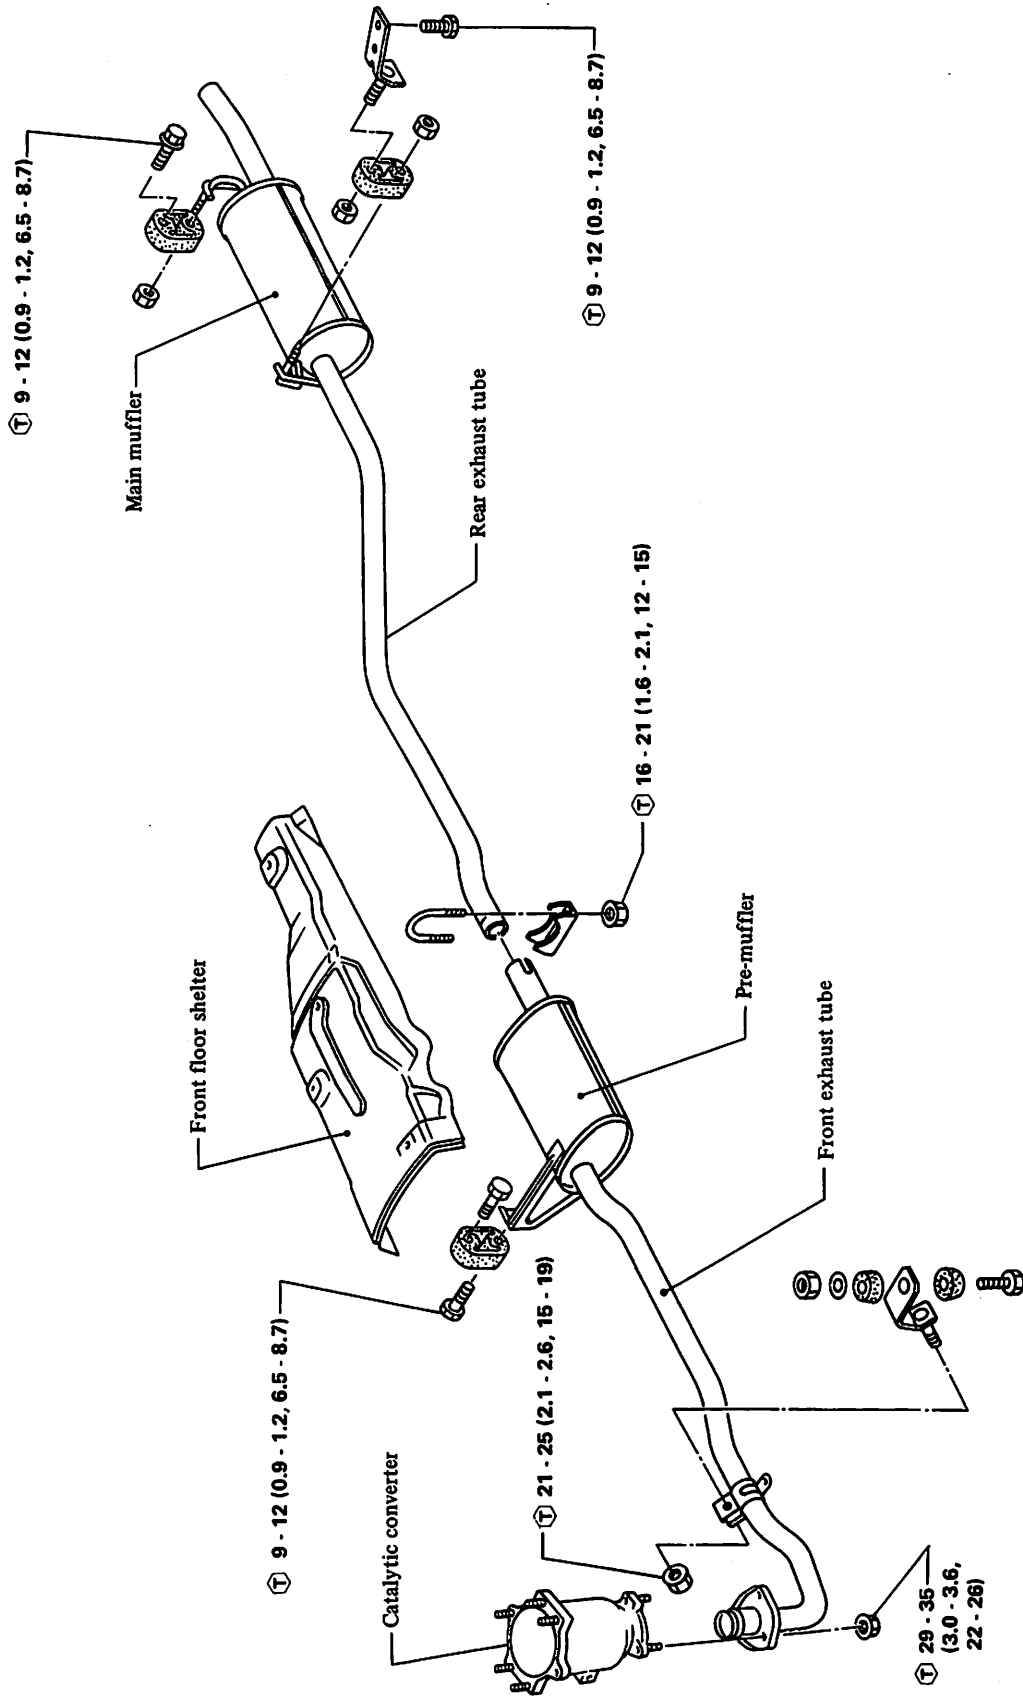 Ⓣ 9 - 12 (0.9 - 1.2, 6.5 - 8.7)
Main muffler
Ⓣ 9 - 12 (0.9 - 1.2, 6.5 - 8.7)
Rear exhaust tube
Ⓣ 16 - 21 (1.6 - 2.1, 12 - 15)
Front floor shelter
Pre-muffler
Front exhaust tube
Ⓣ 9 - 12 (0.9 - 1.2, 6.5 - 8.7)
Ⓣ 21 - 25 (2.1 - 2.6, 15 - 19)
Catalytic converter
Ⓣ 29 - 35
(3.0 - 3.6,
22 - 26)